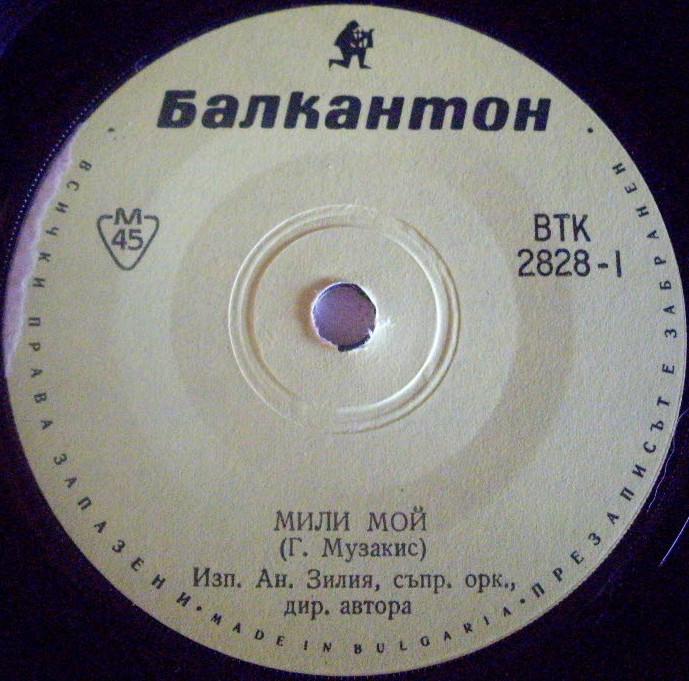 Балкантон
М
45
ВТК
2828-1
МИЛИ МОЙ
(Г. Музакис)
Изп. Ан. Зилия, съпр. орк.,
дир. автора
ВСИЧКИ ПРАВА ЗАПАЗЕНИ • MADE IN BULGARIA • ПРЕЗАПИСЪТ Е ЗАБРАНЕН